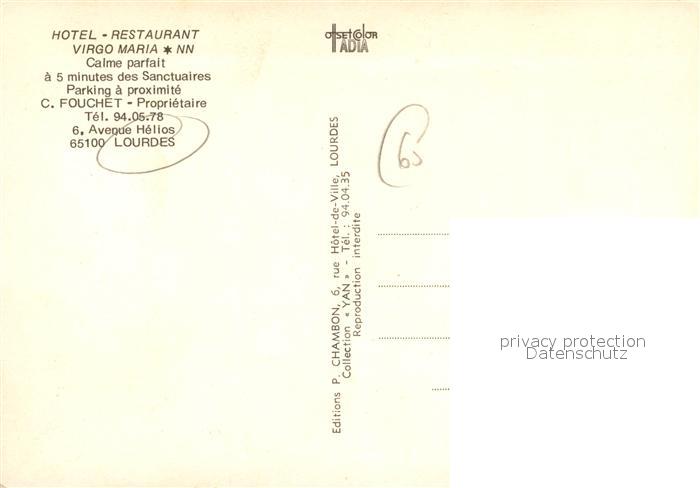 HOTEL - RESTAURANT
VIRGO MARIA ★ NN
Calme parfait
à 5 minutes des Sanctuaires
Parking à proximité
C. FOUCHET - Propriétaire
Tél. 94.05.78
6, Avenue Hélios
65100 LOURDES
OFFSETCOLOR
IADIA
65
Editions P. CHAMBON, 6, rue Hôtel-de-Ville, LOURDES
Collection « YAN » - Tél. : 94.04.35
Reproduction interdite
privacy protection
Datenschutz